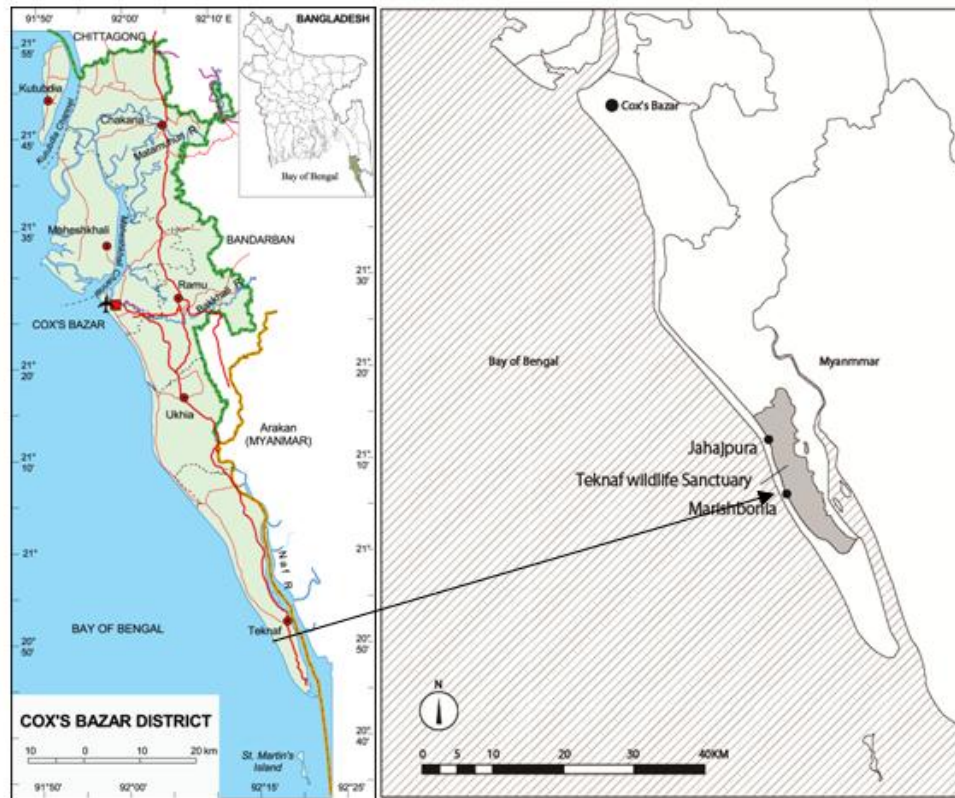 91°50'
92°00'
92°10' E
BANGLADESH
Bay of Bengal
21°
55'
CHITTAGONG
Kutubdia
Kutubdia Channel
Chakaria
Matamuhuri R.
21°
45'
Maheshkhali
Maheshkhali Channel
21°
35'
BANDARBAN
Ramu
Bakkhali R.
21°
30'
COX'S BAZAR
21°
20'
21°
20'
Ukhia
Arakan
(MYANMAR)
21°
10'
21°
10'
21°
21°
Naf R.
Teknaf
BAY OF BENGAL
20°
50'
20°
50'
COX'S BAZAR DISTRICT
10 0 10 20 km
20°
40'
St. Martin's
Island
91°50'
92°00'
92°15'
92°25'
Cox's Bazar
Bay of Bengal
Myanmmar
Jahajpura
Teknaf wildlife Sanctuary
Marishbonia
N
0 5 10 20 30 40KM